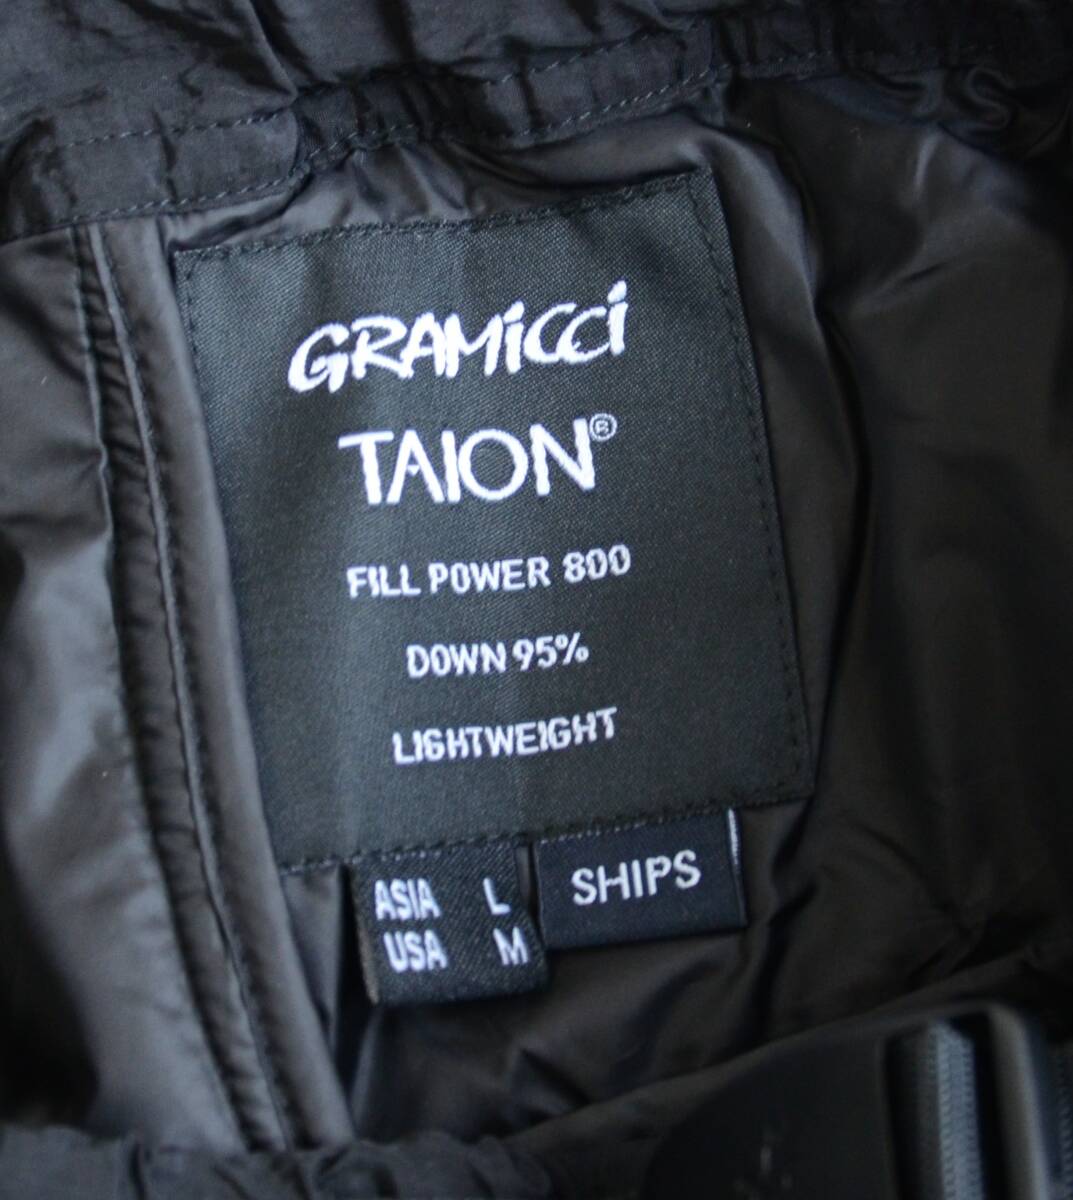 GRAMiCCi
TAION®
FILL POWER 800
DOWN 95%
LIGHTWEIGHT
ASIA L
USA M
SHIPS